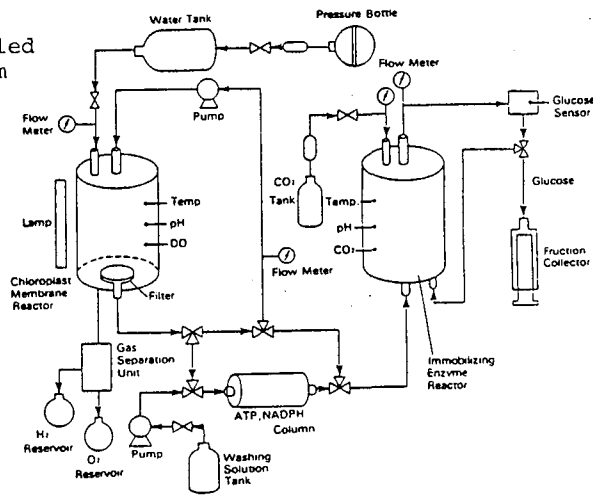 led
n
Pressure Bottle
Water Tank
Flow Meter
Pump
Flow
Meter
Glucose
Sensor
CO2
Tank
Temp.
pH
CO2
Glucose
Fruction
Collector
Lamp
Temp
pH
DO
Flow Meter
Chloroplast
Membrane
Reactor
Filter
Gas
Separation
Unit
Immobilizing
Enzyme
Reactor
ATP, NADPH
Column
H2
Reservoir
O2
Reservoir
Pump
Washing
Solution
Tank